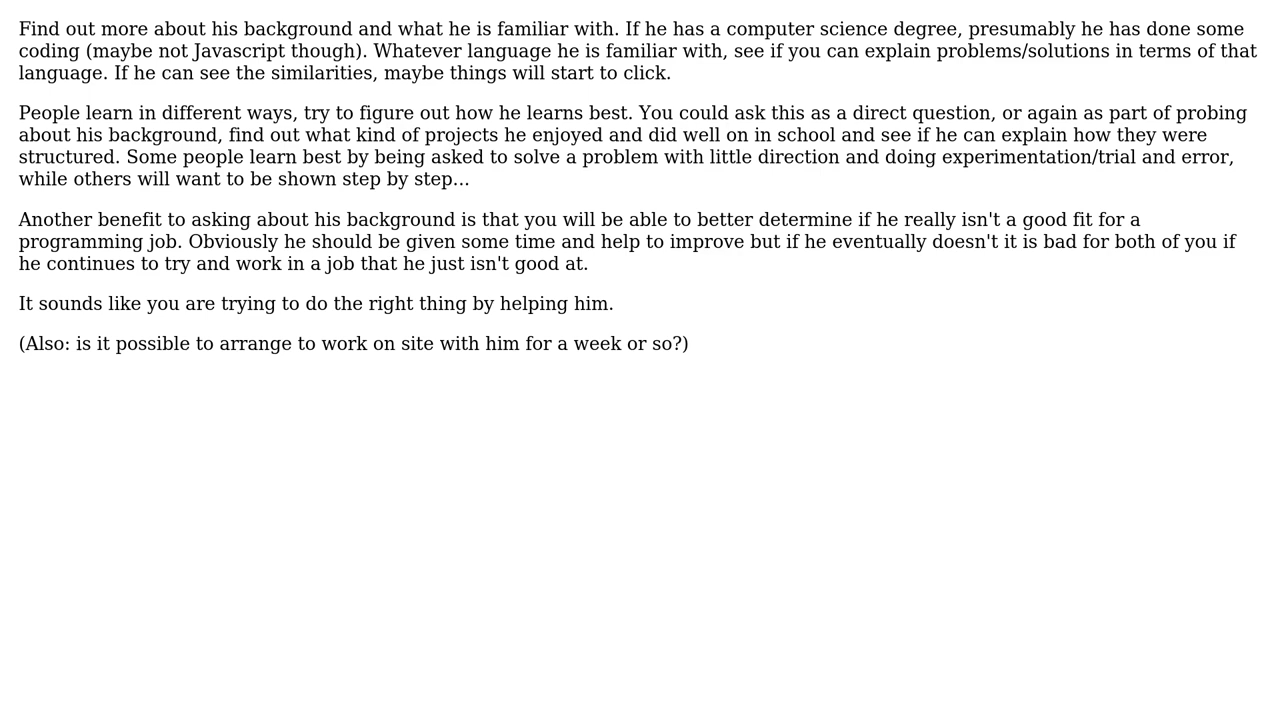 Find out more about his background and what he is familiar with. If he has a computer science degree, presumably he has done some
coding (maybe not Javascript though). Whatever language he is familiar with, see if you can explain problems/solutions in terms of that
language. If he can see the similarities, maybe things will start to click.
People learn in different ways, try to figure out how he learns best. You could ask this as a direct question, or again as part of probing
about his background, find out what kind of projects he enjoyed and did well on in school and see if he can explain how they were
structured. Some people learn best by being asked to solve a problem with little direction and doing experimentation/trial and error,
while others will want to be shown step by step...
Another benefit to asking about his background is that you will be able to better determine if he really isn't a good fit for a
programming job. Obviously he should be given some time and help to improve but if he eventually doesn't it is bad for both of you if
he continues to try and work in a job that he just isn't good at.
It sounds like you are trying to do the right thing by helping him.
(Also: is it possible to arrange to work on site with him for a week or so?)